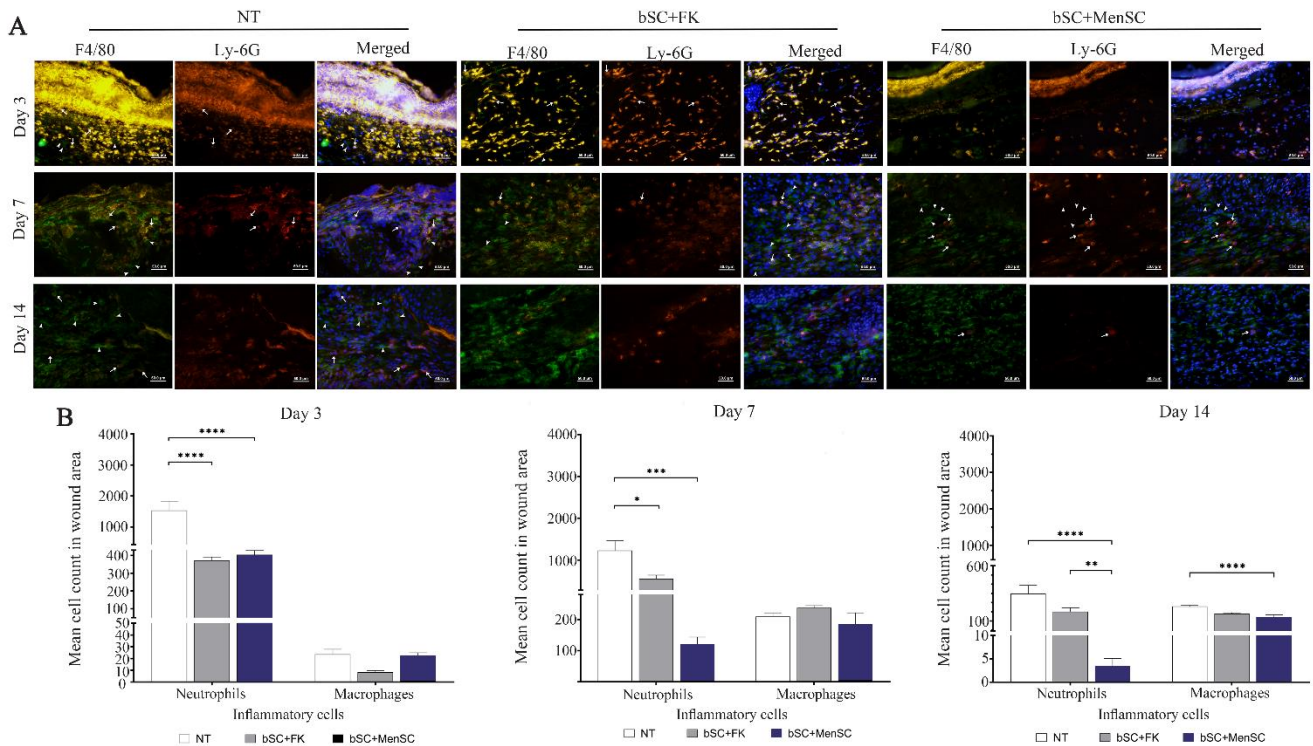 A
NT bSC+FK bSC+MenSC
F4/80 Ly-6G Merged F4/80 Ly-6G Merged F4/80 Ly-6G Merged
Day 3
Day 7
Day 14
B
Day 3
Mean cell count in wound area
4000
3000
2000
1000
400
300
200
100
50
40
30
20
10
0
****
****
Neutrophils Macrophages
Inflammatory cells
NT bSC+FK bSC+MenSC
Day 7
Mean cell count in wound area
4000
3000
2000
1000
200
100
***
*
Neutrophils Macrophages
Inflammatory cells
NT bSC+FK bSC+MenSC
Day 14
Mean cell count in wound area
4000
3000
2000
1000
600
100
10
5
0
****
**
****
Neutrophils Macrophages
Inflammatory cells
NT bSC+FK bSC+MenSC